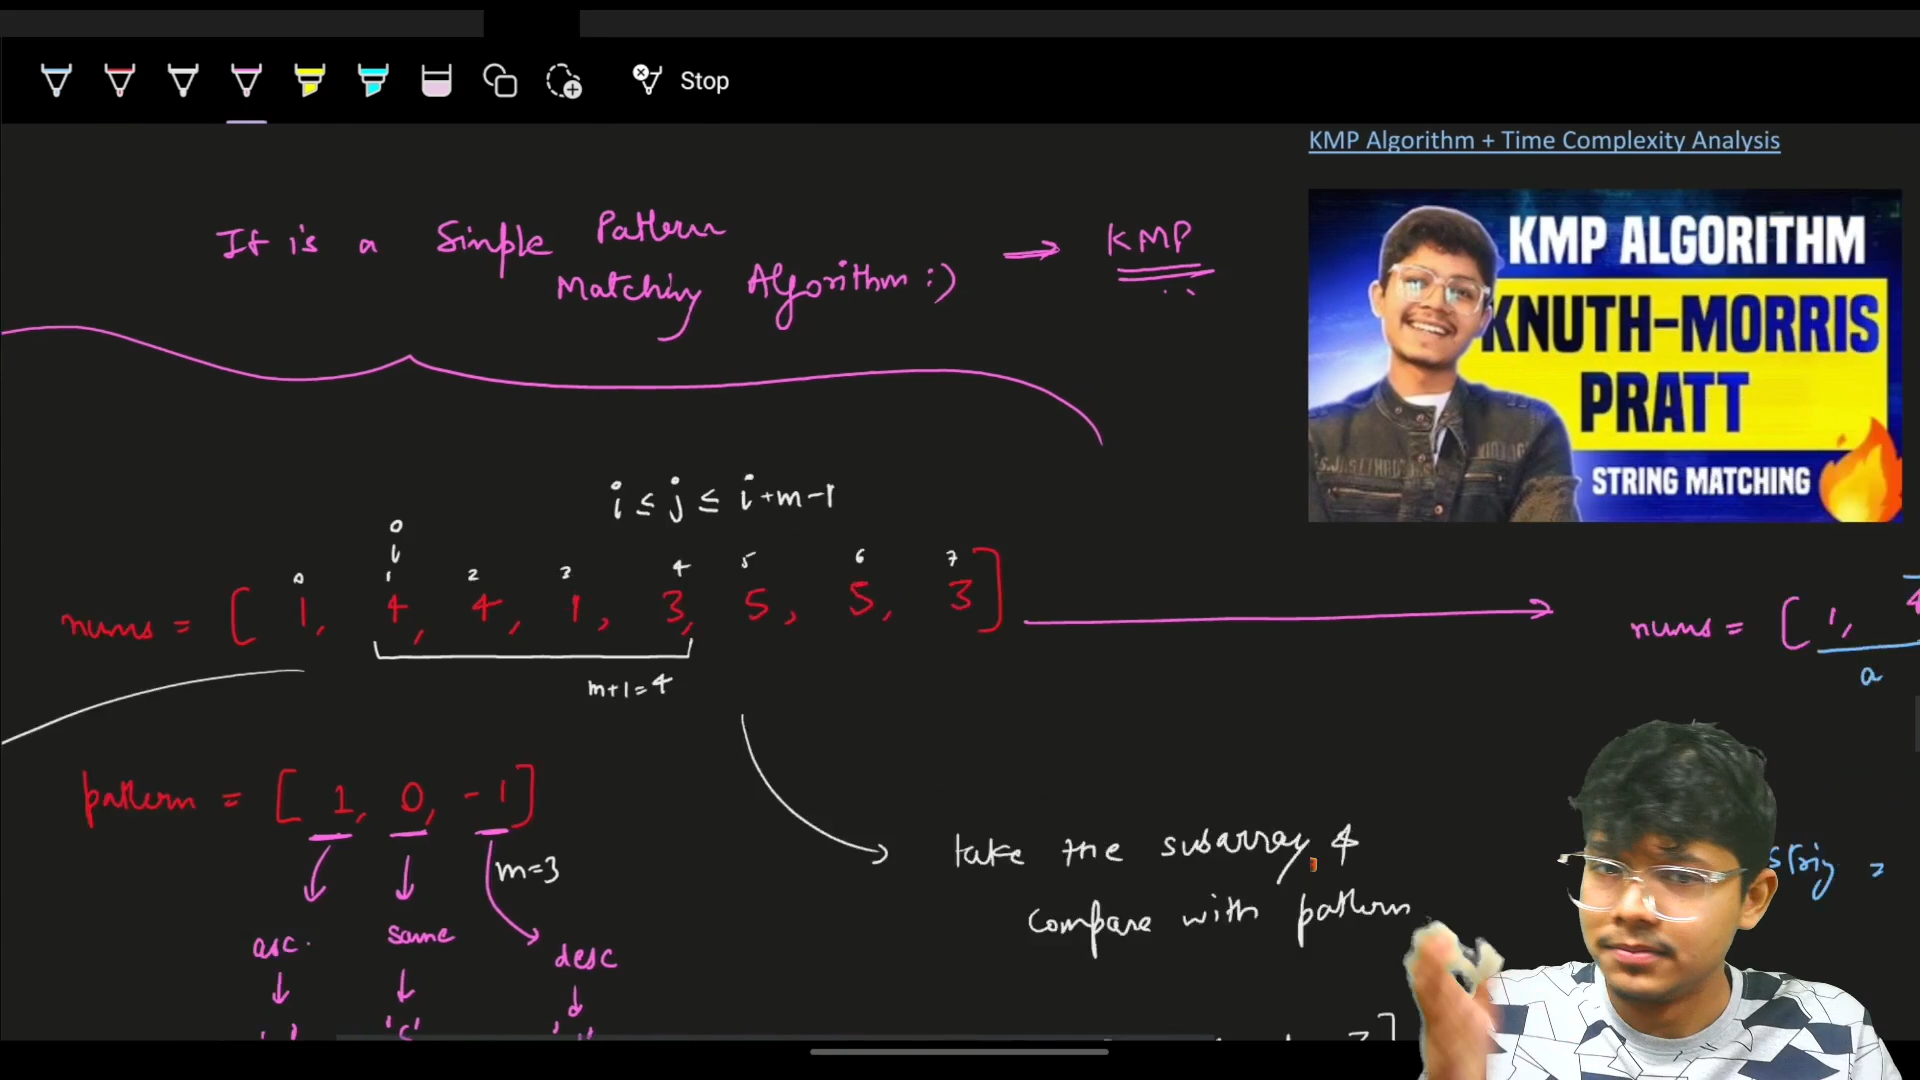 Stop
KMP Algorithm + Time Complexity Analysis
It is a Simple Pattern
Matching Algorithm :) → KMP
KMP ALGORITHM
KNUTH-MORRIS
PRATT
STRING MATCHING
i ≤ j ≤ i+m-1
0
0 1 2 3 4 5 6 7
nums = [ 1, 4, 4, 1, 3, 5, 5, 3 ]
nums = [ 1, 4
a
m+1=4
pattern = [ 1, 0, -1 ]
m=3
take the subarray &
compare with pattern
string =
asc. same desc
's'